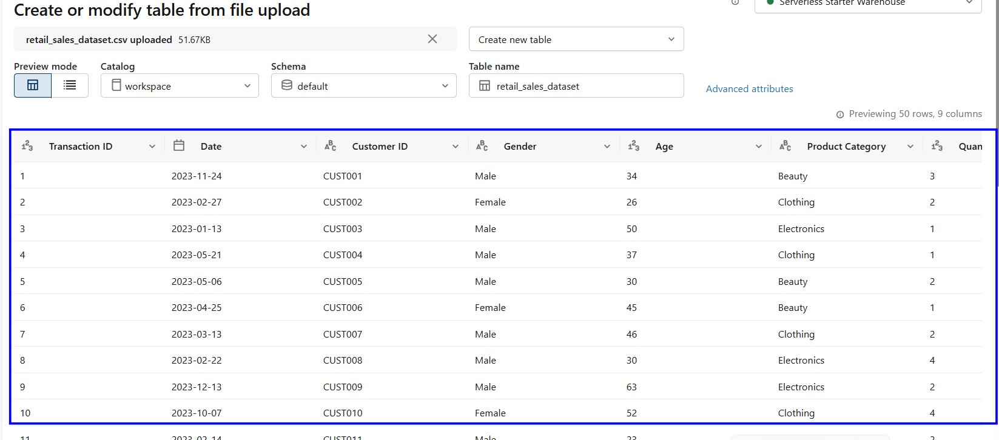 Create or modify table from file upload
Serverless Starter Warehouse
retail_sales_dataset.csv uploaded 51.67KB
Create new table
Preview mode Catalog Schema Table name
workspace default retail_sales_dataset
Advanced attributes
Previewing 50 rows, 9 columns
Transaction ID Date Customer ID Gender Age Product Category Quan
1 2023-11-24 CUST001 Male 34 Beauty 3
2 2023-02-27 CUST002 Female 26 Clothing 2
3 2023-01-13 CUST003 Male 50 Electronics 1
4 2023-05-21 CUST004 Male 37 Clothing 1
5 2023-05-06 CUST005 Male 30 Beauty 2
6 2023-04-25 CUST006 Female 45 Beauty 1
7 2023-03-13 CUST007 Male 46 Clothing 2
8 2023-02-22 CUST008 Male 30 Electronics 4
9 2023-12-13 CUST009 Male 63 Electronics 2
10 2023-10-07 CUST010 Female 52 Clothing 4
11 2023-02-14 CUST011 Male 23